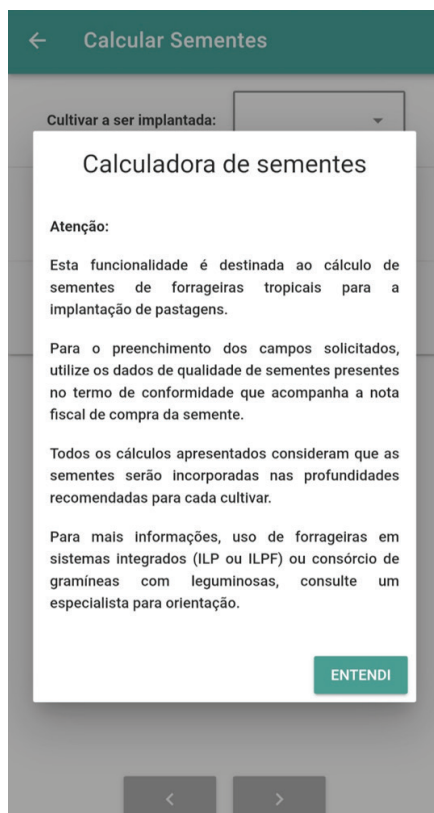 Calcular Sementes
Cultivar a ser implantada:
Calculadora de sementes
Atenção:
Esta funcionalidade é destinada ao cálculo de
sementes de forrageiras tropicais para a
implantação de pastagens.
Para o preenchimento dos campos solicitados,
utilize os dados de qualidade de sementes presentes
no termo de conformidade que acompanha a nota
fiscal de compra da semente.
Todos os cálculos apresentados consideram que as
sementes serão incorporadas nas profundidades
recomendadas para cada cultivar.
Para mais informações, uso de forrageiras em
sistemas integrados (ILP ou ILPF) ou consórcio de
gramíneas com leguminosas, consulte um
especialista para orientação.
ENTENDI